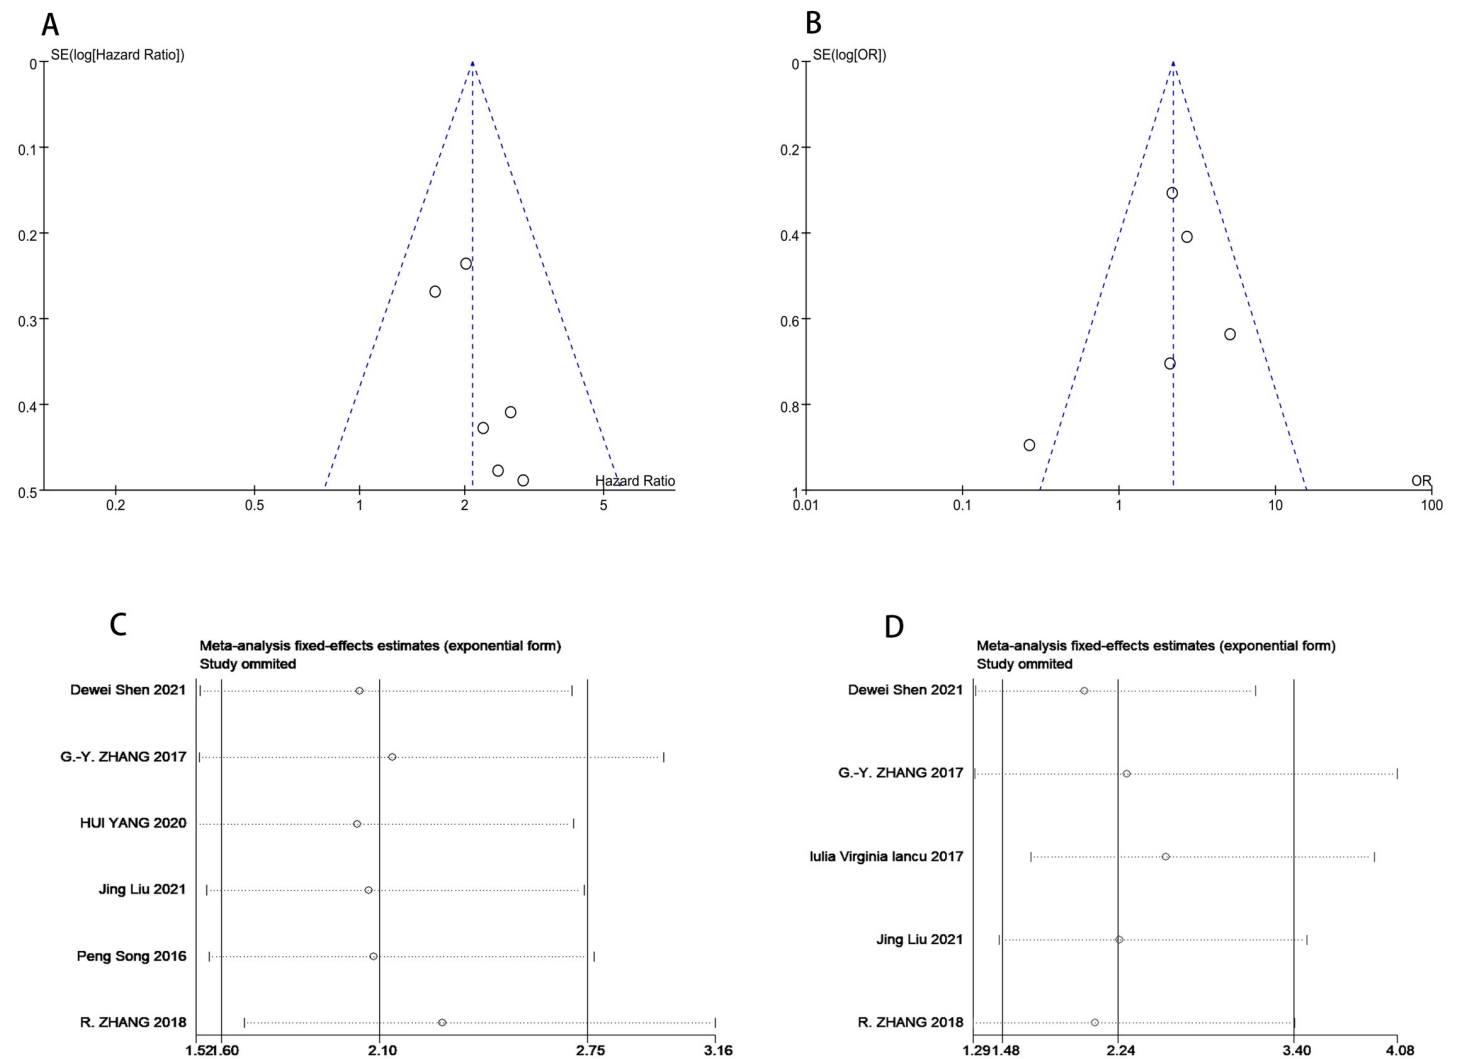 A
SE(log[Hazard Ratio])
0
0.1
0.2
0.3
0.4
0.5
Hazard Ratio
0.2 0.5 1 2 5
B
SE(log[OR])
0
0.2
0.4
0.6
0.8
1
OR
0.01 0.1 1 10 100
C
Meta-analysis fixed-effects estimates (exponential form)
Study ommited
Dewei Shen 2021
G.-Y. ZHANG 2017
HUI YANG 2020
Jing Liu 2021
Peng Song 2016
R. ZHANG 2018
1.52 1.60 2.10 2.75 3.16
D
Meta-analysis fixed-effects estimates (exponential form)
Study ommited
Dewei Shen 2021
G.-Y. ZHANG 2017
Iulia Virginia Iancu 2017
Jing Liu 2021
R. ZHANG 2018
1.29 1.48 2.24 3.40 4.08